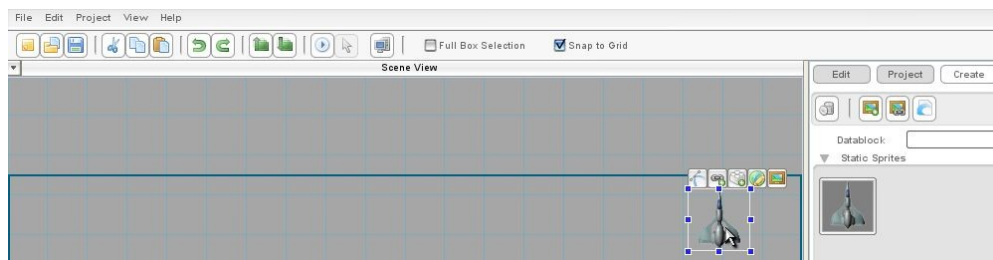 File Edit Project View Help
Full Box Selection Snap to Grid
Scene View
Edit Project Create
Datablock
Static Sprites